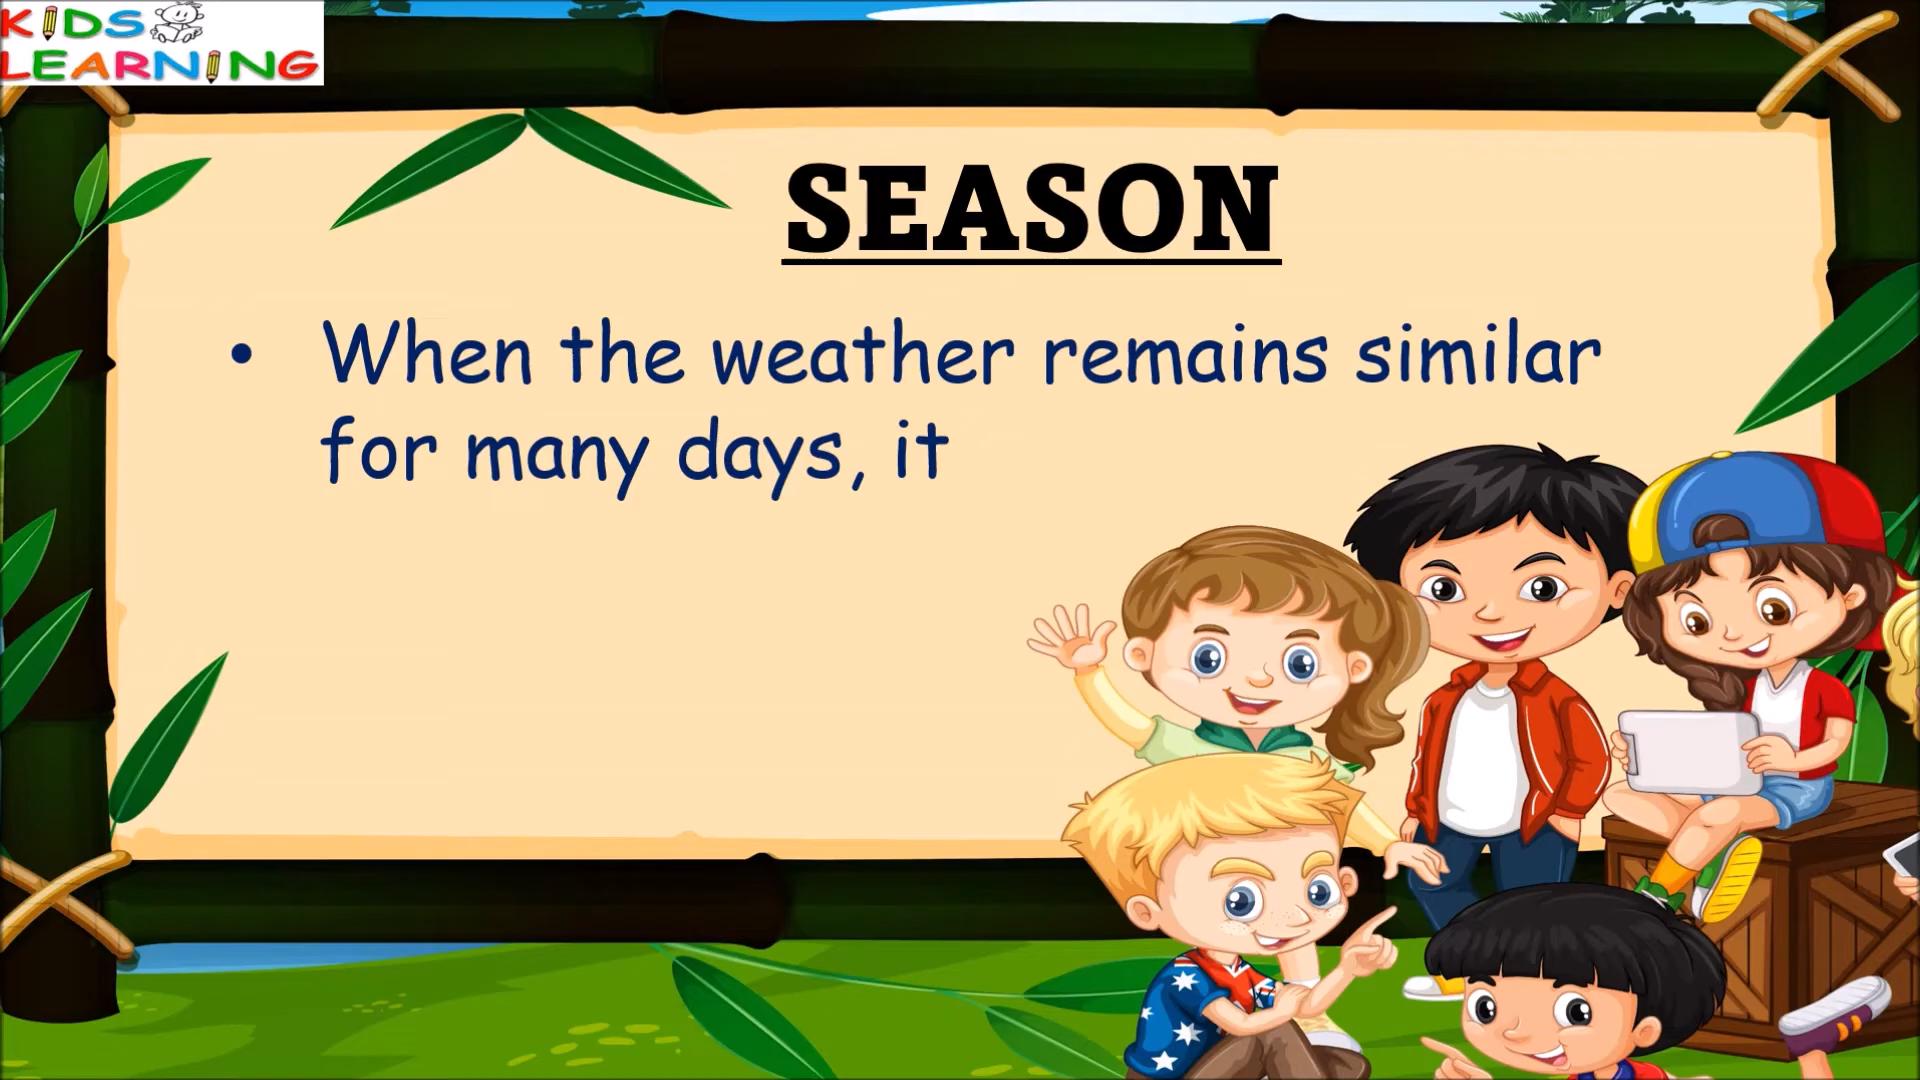 KIDS
LEARNING
SEASON
• When the weather remains similar
for many days, it